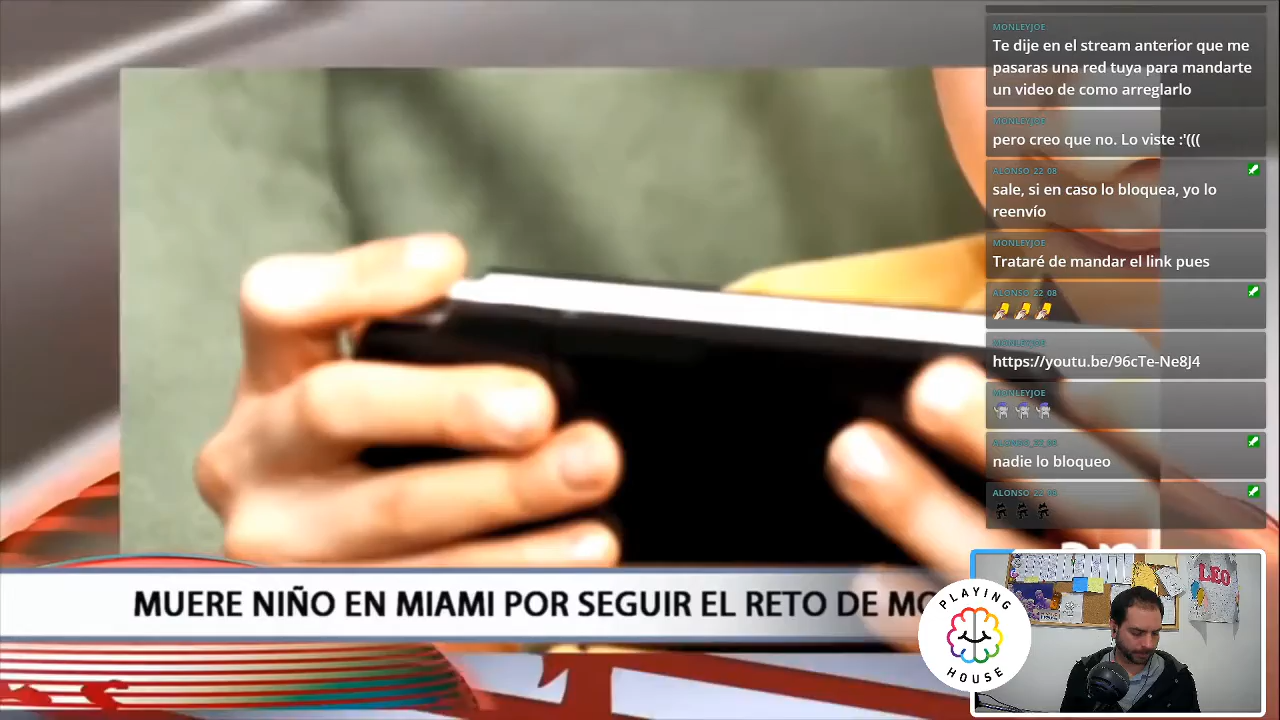 MONLEYJOE
Te dije en el stream anterior que me
pasaras una red tuya para mandarte
un video de como arreglarlo
MONLEYJOE
pero creo que no. Lo viste :'(((
ALONSO_22_08
sale, si en caso lo bloquea, yo lo
reenvío
MONLEYJOE
Trataré de mandar el link pues
ALONSO_22_08
MONLEYJOE
https://youtu.be/96cTe-Ne8J4
MONLEYJOE
ALONSO_22_08
nadie lo bloqueo
ALONSO_22_08
MUERE NIÑO EN MIAMI POR SEGUIR EL RETO DE
PLAYING
HOUSE
LEO